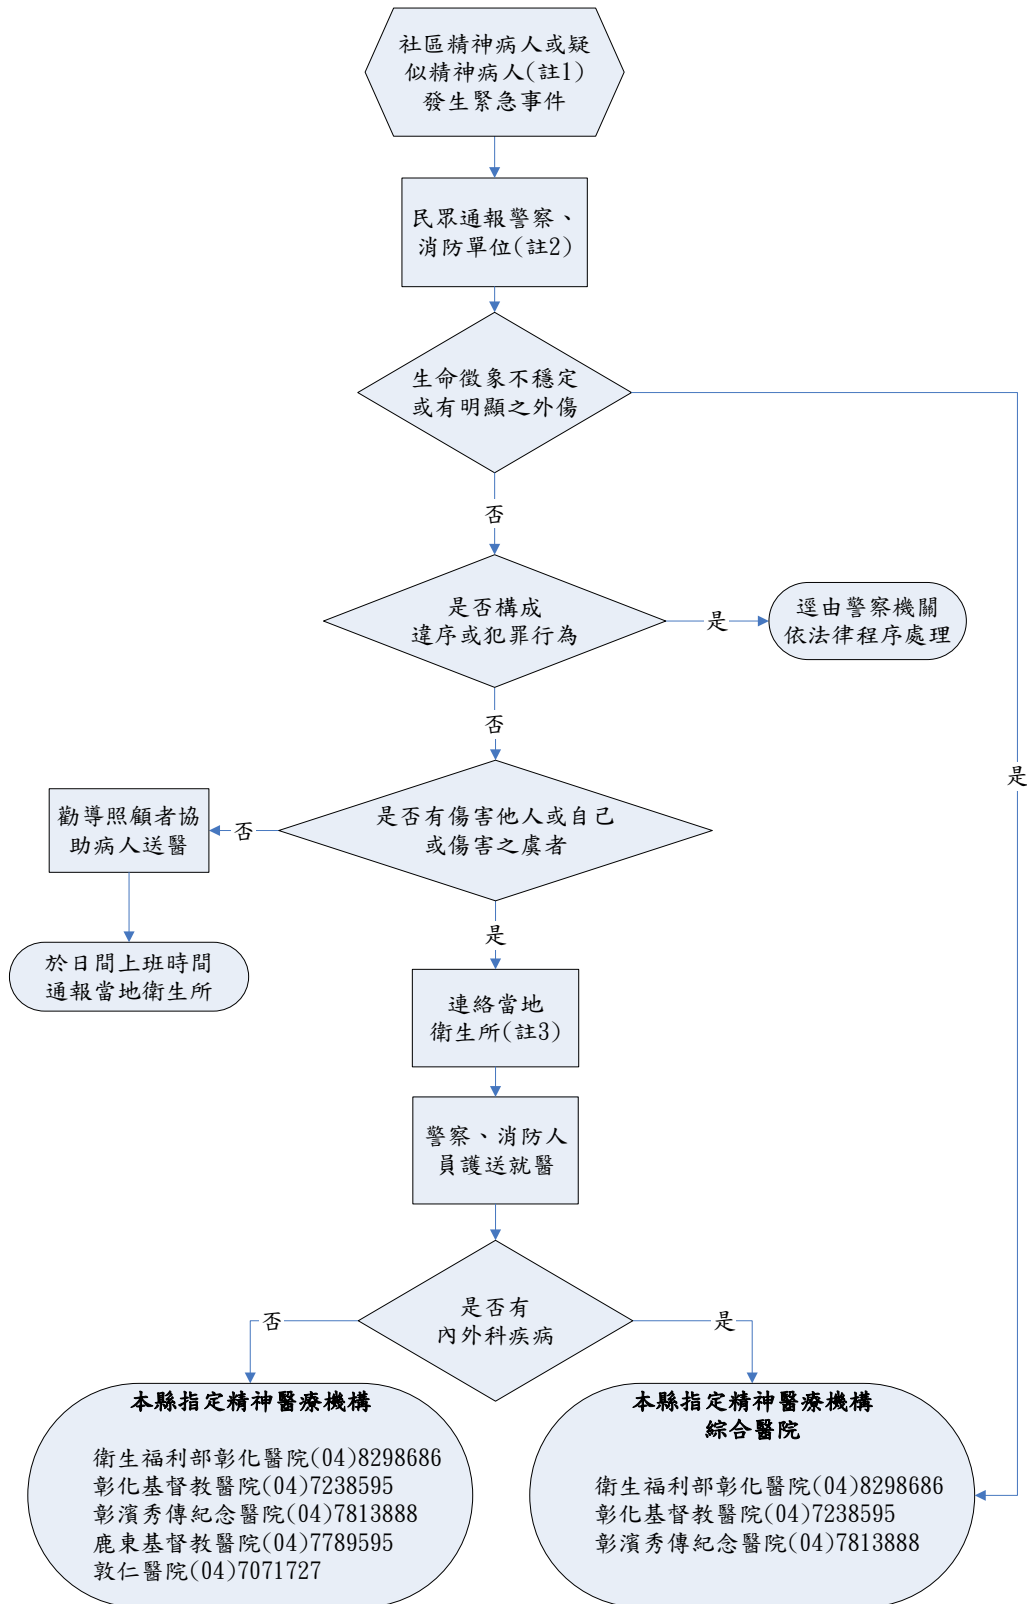 社區精神病人或疑
似精神病人(註1)
發生緊急事件
民眾通報警察、
消防單位(註2)
生命徵象不穩定
或有明顯之外傷
否
是否構成
違序或犯罪行為
是
逕由警察機關
依法律程序處理
否
是
是否有傷害他人或自己
或傷害之虞者
否
勸導照顧者協
助病人送醫
於日間上班時間
通報當地衛生所
是
連絡當地
衛生所(註3)
警察、消防人
員護送就醫
是否有
內外科疾病
否
是
本縣指定精神醫療機構
衛生福利部彰化醫院(04)8298686
彰化基督教醫院(04)7238595
彰濱秀傳紀念醫院(04)7813888
鹿東基督教醫院(04)7789595
敦仁醫院(04)7071727
本縣指定精神醫療機構
綜合醫院
衛生福利部彰化醫院(04)8298686
彰化基督教醫院(04)7238595
彰濱秀傳紀念醫院(04)7813888